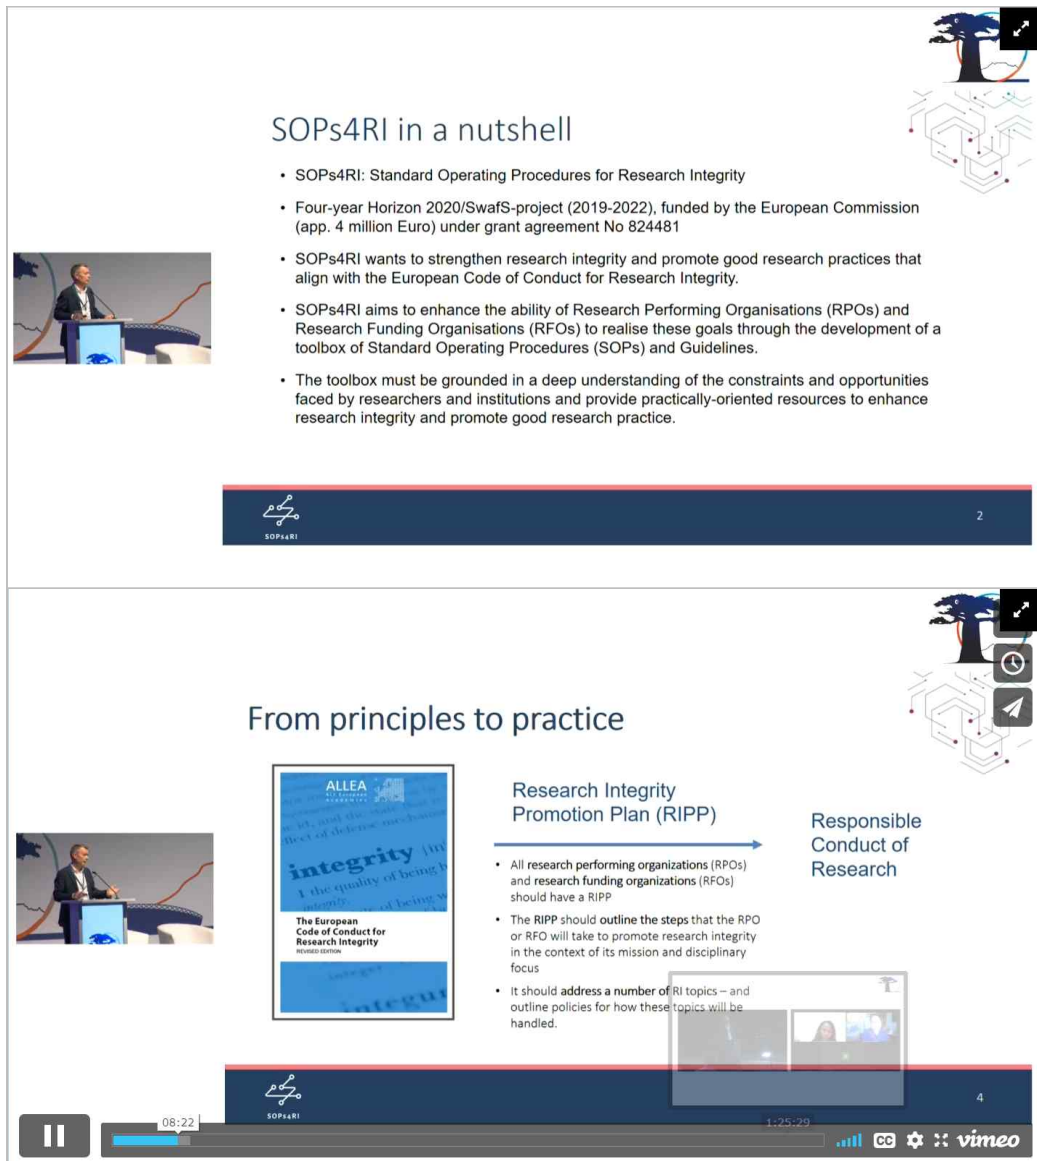 SOPs4RI in a nutshell
• SOPs4RI: Standard Operating Procedures for Research Integrity
• Four-year Horizon 2020/SwafS-project (2019-2022), funded by the European Commission
(app. 4 million Euro) under grant agreement No 824481
• SOPs4RI wants to strengthen research integrity and promote good research practices that
align with the European Code of Conduct for Research Integrity.
• SOPs4RI aims to enhance the ability of Research Performing Organisations (RPOs) and
Research Funding Organisations (RFOs) to realise these goals through the development of a
toolbox of Standard Operating Procedures (SOPs) and Guidelines.
• The toolbox must be grounded in a deep understanding of the constraints and opportunities
faced by researchers and institutions and provide practically-oriented resources to enhance
research integrity and promote good research practice.
SOPs4RI
2
From principles to practice
ALLEA
All European
Academies
integrity
1 the quality of being
The European
Code of Conduct for
Research Integrity
REVISED EDITION
Research Integrity
Promotion Plan (RIPP)
• All research performing organizations (RPOs)
and research funding organizations (RFOs)
should have a RIPP
• The RIPP should outline the steps that the RPO
or RFO will take to promote research integrity
in the context of its mission and disciplinary
focus
• It should address a number of RI topics – and
outline policies for how these topics will be
handled.
Responsible
Conduct of
Research
SOPs4RI
4
08:22
1:25:29
CC
vimeo